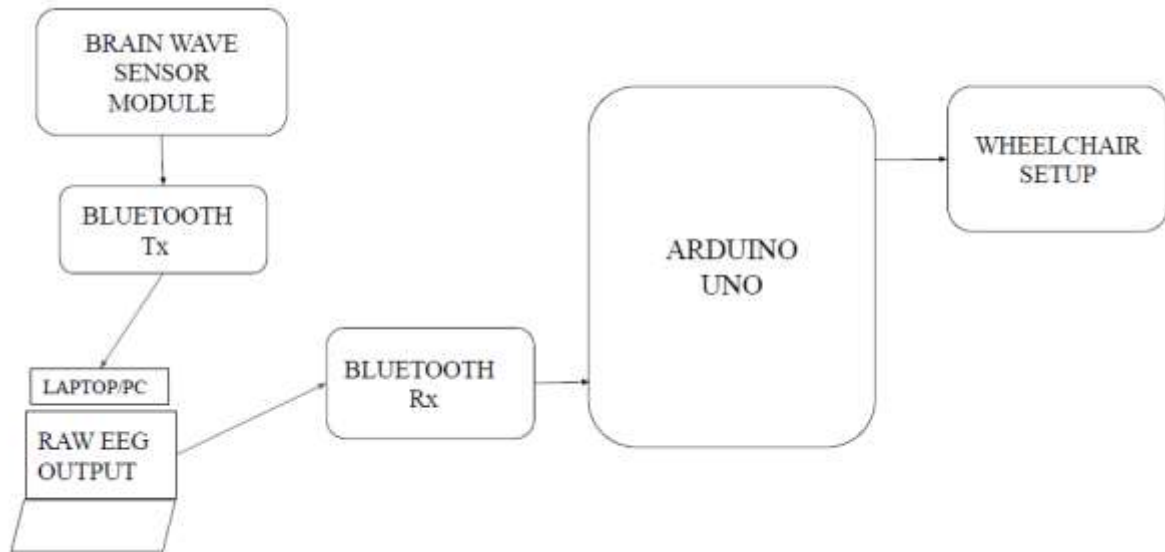 BRAIN WAVE
SENSOR
MODULE
BLUETOOTH
Tx
LAPTOP/PC
RAW EEG
OUTPUT
BLUETOOTH
Rx
ARDUINO
UNO
WHEELCHAIR
SETUP